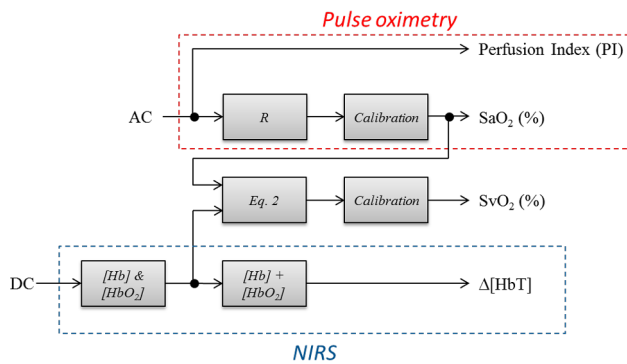 Pulse oximetry
Perfusion Index (PI)
AC
R
Calibration
SaO₂ (%)
Eq. 2
Calibration
SvO₂ (%)
DC
[Hb] &
[HbO₂]
[Hb] +
[HbO₂]
Δ[HbT]
NIRS